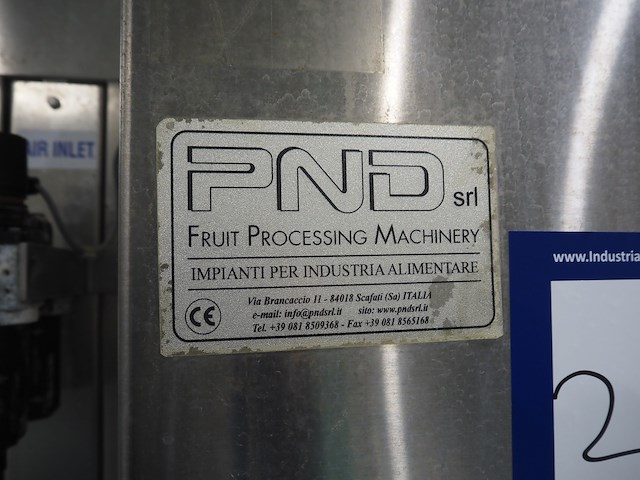 AIR INLET
PND srl
FRUIT PROCESSING MACHINERY
IMPIANTI PER INDUSTRIA ALIMENTARE
Via Brancaccio 11 - 84018 Scafati (Sa) ITALIA
e-mail: info@pndsrl.it sito: www.pndsrl.it
Tel. +39 081 8509368 - Fax +39 081 8565168
CE
www.Industria
2